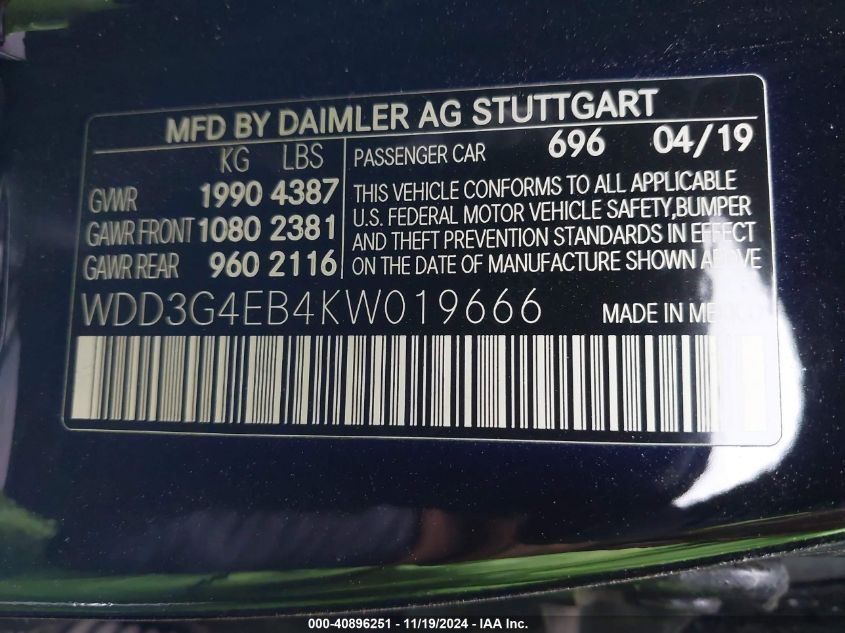 MFD BY DAIMLER AG STUTTGART
KG LBS
GVWR 1990 4387
GAWR FRONT 1080 2381
GAWR REAR 960 2116
PASSENGER CAR 696 04/19
THIS VEHICLE CONFORMS TO ALL APPLICABLE
U.S. FEDERAL MOTOR VEHICLE SAFETY,BUMPER
AND THEFT PREVENTION STANDARDS IN EFFECT
ON THE DATE OF MANUFACTURE SHOWN ABOVE
WDD3G4EB4KW019666 MADE IN MEXICO
000-40896251 - 11/19/2024 - IAA Inc.